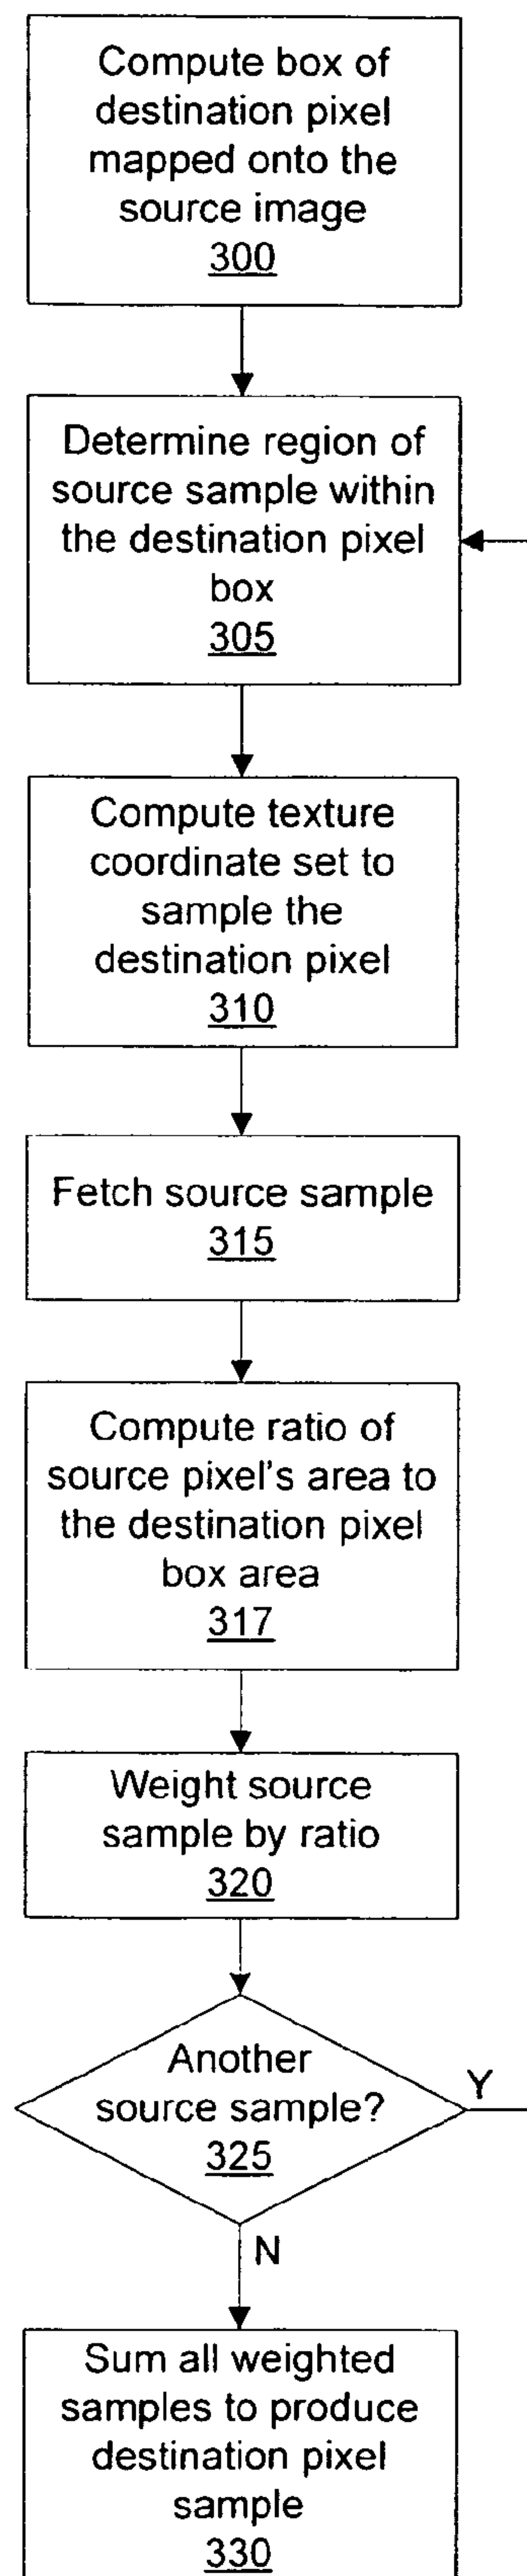 Compute box of
destination pixel
mapped onto the
source image
300
Determine region of
source sample within
the destination pixel
box
305
Compute texture
coordinate set to
sample the
destination pixel
310
Fetch source sample
315
Compute ratio of
source pixel's area to
the destination pixel
box area
317
Weight source
sample by ratio
320
Another
source sample?
325
Y
N
Sum all weighted
samples to produce
destination pixel
sample
330